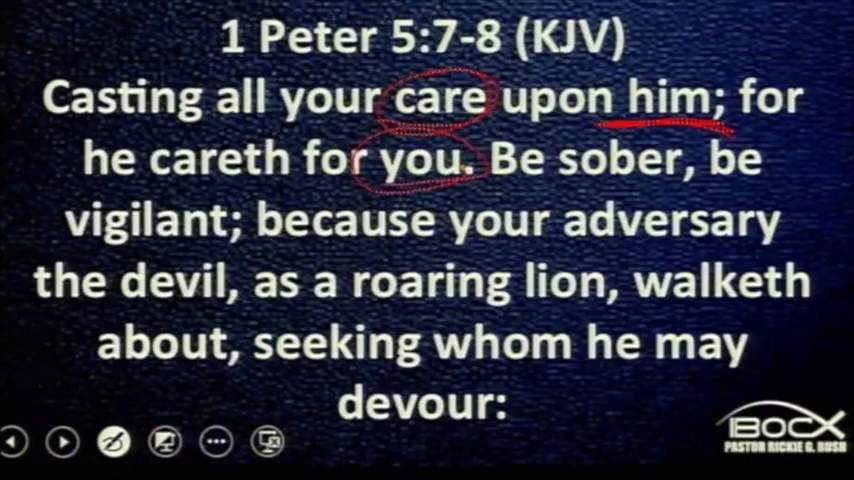 1 Peter 5:7-8 (KJV)
Casting all your care upon him; for
he careth for you. Be sober, be
vigilant; because your adversary
the devil, as a roaring lion, walketh
about, seeking whom he may
devour:
IBOCX
PASTOR RICKIE G. RUSH